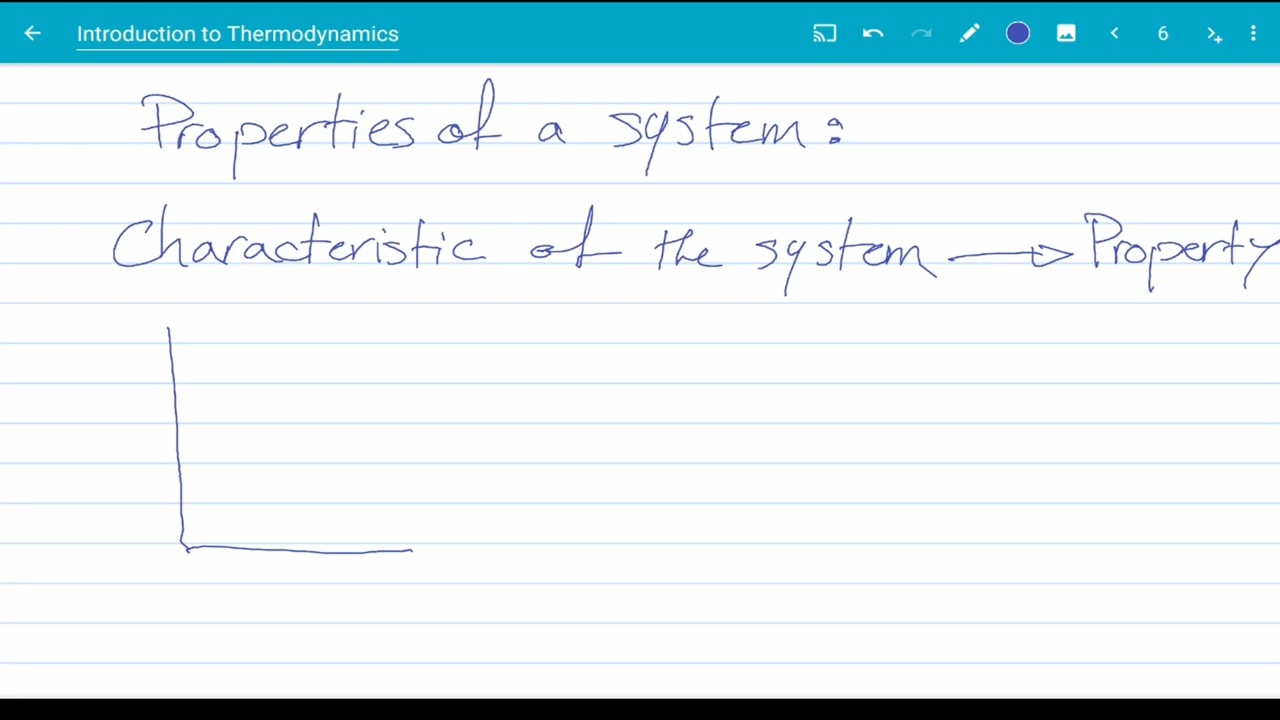 Introduction to Thermodynamics
6
Properties of a system:
Characteristic of the system → Property